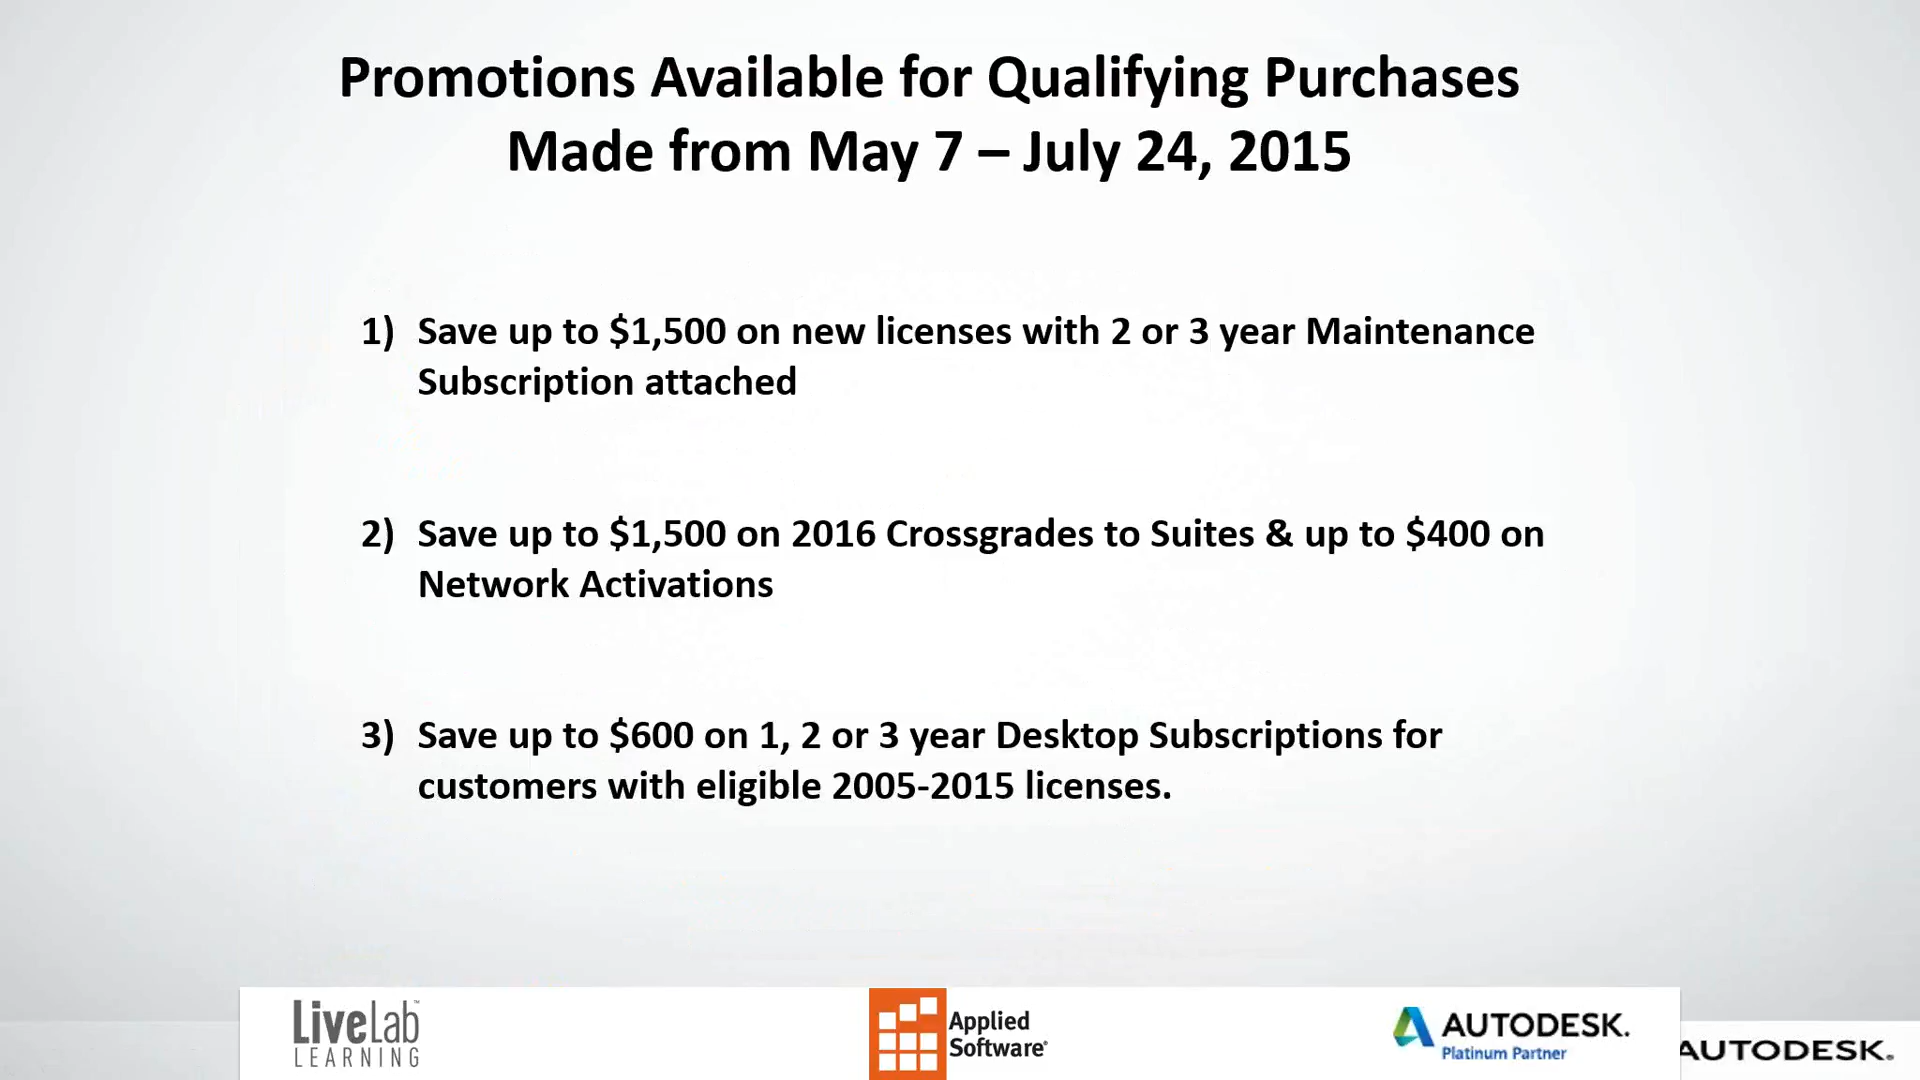 Promotions Available for Qualifying Purchases
Made from May 7 – July 24, 2015
1) Save up to $1,500 on new licenses with 2 or 3 year Maintenance
Subscription attached
2) Save up to $1,500 on 2016 Crossgrades to Suites & up to $400 on
Network Activations
3) Save up to $600 on 1, 2 or 3 year Desktop Subscriptions for
customers with eligible 2005-2015 licenses.
LiveLab™
LEARNING
Applied
Software®
AUTODESK.
Platinum Partner
AUTODESK.